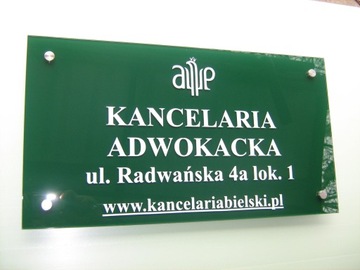 KANCELARIA
ADWOKACKA
ul. Radwańska 4a lok. 1
www.kancelariabielski.pl